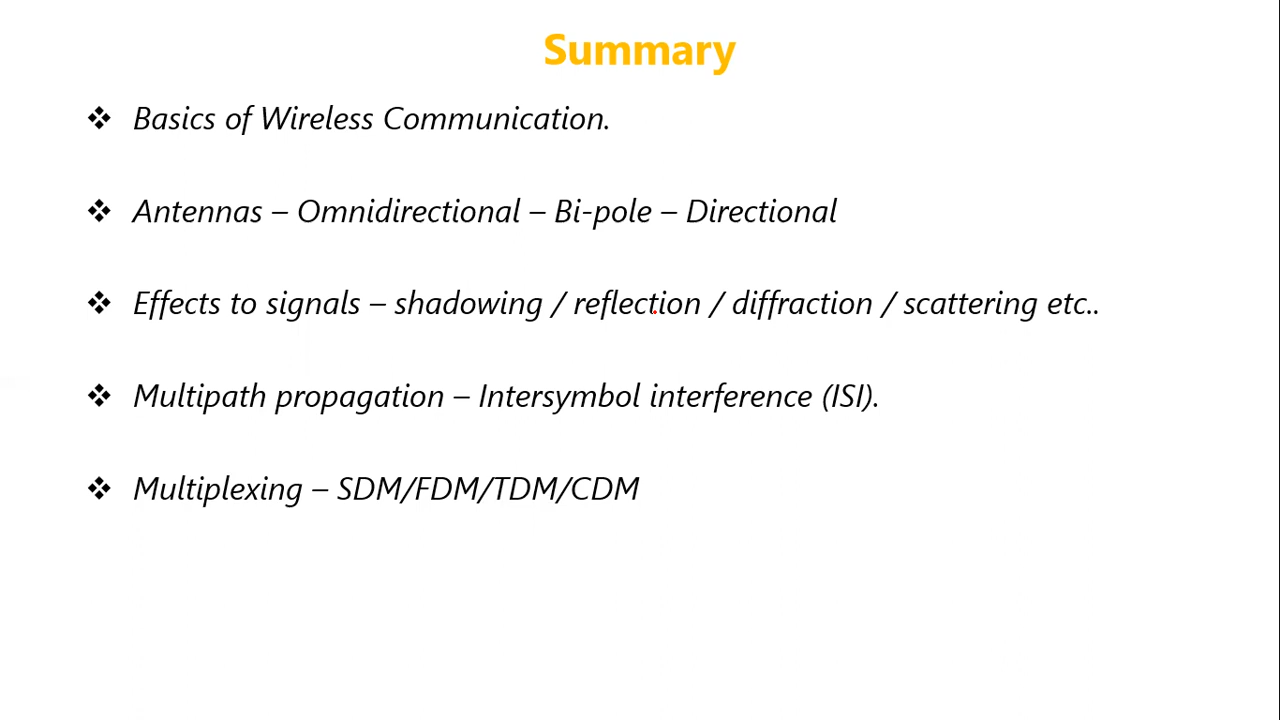 Summary
❖ Basics of Wireless Communication.
❖ Antennas – Omnidirectional – Bi-pole – Directional
❖ Effects to signals – shadowing / reflection / diffraction / scattering etc..
❖ Multipath propagation – Intersymbol interference (ISI).
❖ Multiplexing – SDM/FDM/TDM/CDM